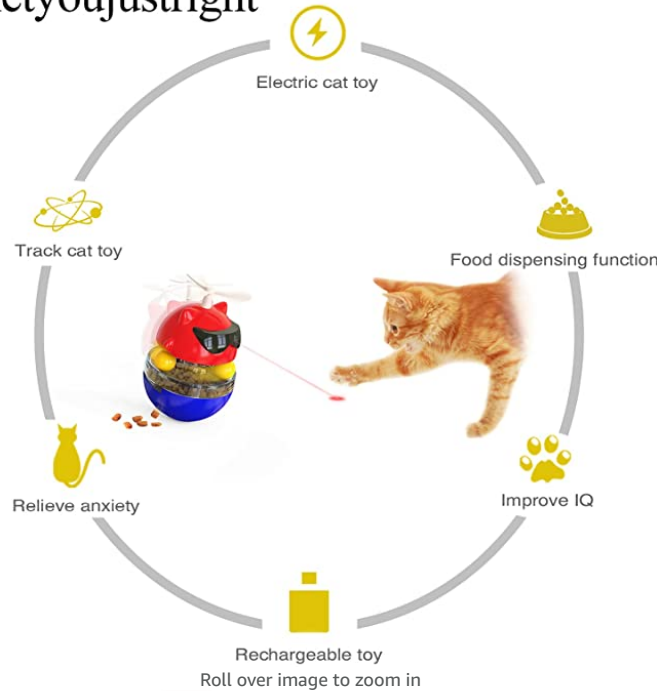 Electric cat toy
Track cat toy
Food dispensing function
Relieve anxiety
Improve IQ
Rechargeable toy
Roll over image to zoom in